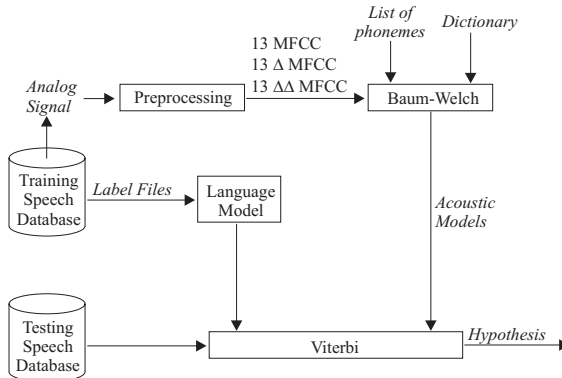 List of
phonemes
Dictionary
13 MFCC
13 Δ MFCC
13 ΔΔ MFCC
Analog
Signal
Preprocessing
Baum-Welch
Training
Speech
Database
Label Files
Language
Model
Acoustic
Models
Testing
Speech
Database
Viterbi
Hypothesis